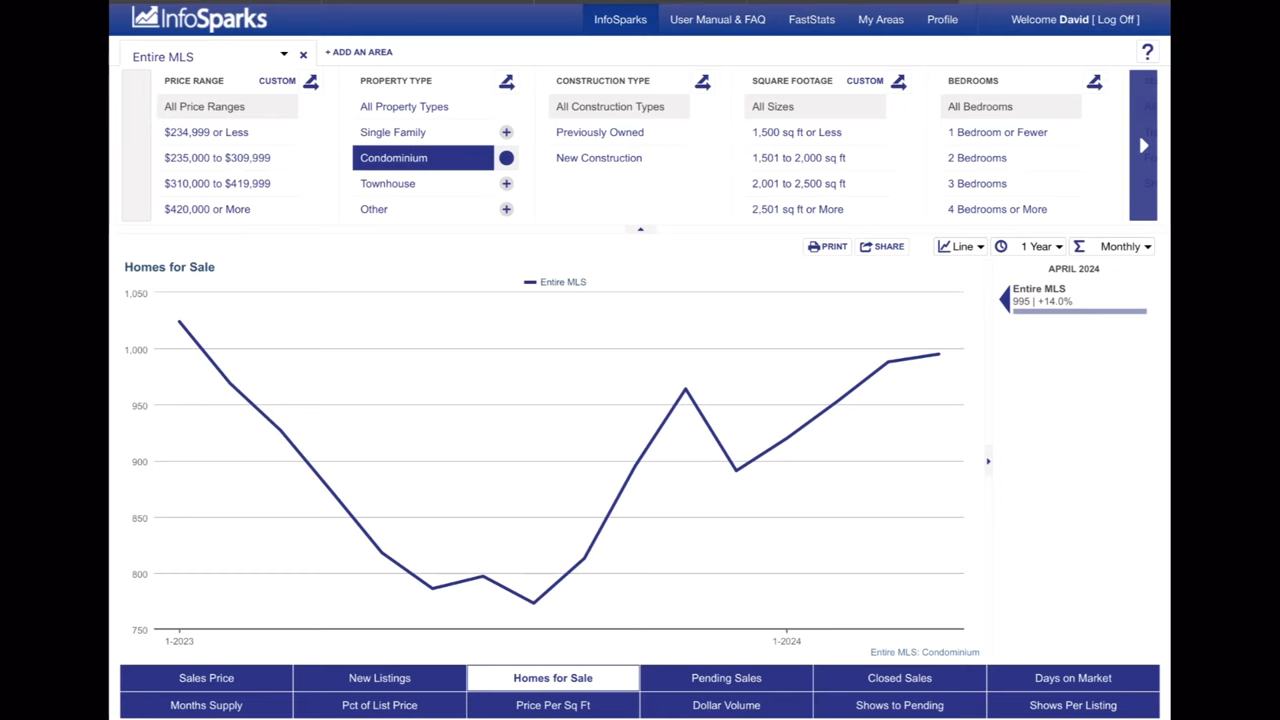 InfoSparks
InfoSparks User Manual & FAQ FastStats My Areas Profile Welcome David [ Log Off ]
Entire MLS × + ADD AN AREA ?
PRICE RANGE CUSTOM
All Price Ranges
$234,999 or Less
$235,000 to $309,999
$310,000 to $419,999
$420,000 or More
PROPERTY TYPE
All Property Types
Single Family +
Condominium
Townhouse +
Other +
CONSTRUCTION TYPE
All Construction Types
Previously Owned
New Construction
SQUARE FOOTAGE CUSTOM
All Sizes
1,500 sq ft or Less
1,501 to 2,000 sq ft
2,001 to 2,500 sq ft
2,501 sq ft or More
BEDROOMS
All Bedrooms
1 Bedroom or Fewer
2 Bedrooms
3 Bedrooms
4 Bedrooms or More
PRINT SHARE Line 1 Year Σ Monthly
Homes for Sale
Entire MLS
APRIL 2024
Entire MLS
995 | +14.0%
1,050
1,000
950
900
850
800
750
1-2023 1-2024
Entire MLS: Condominium
Sales Price New Listings Homes for Sale Pending Sales Closed Sales Days on Market
Months Supply Pct of List Price Price Per Sq Ft Dollar Volume Shows to Pending Shows Per Listing